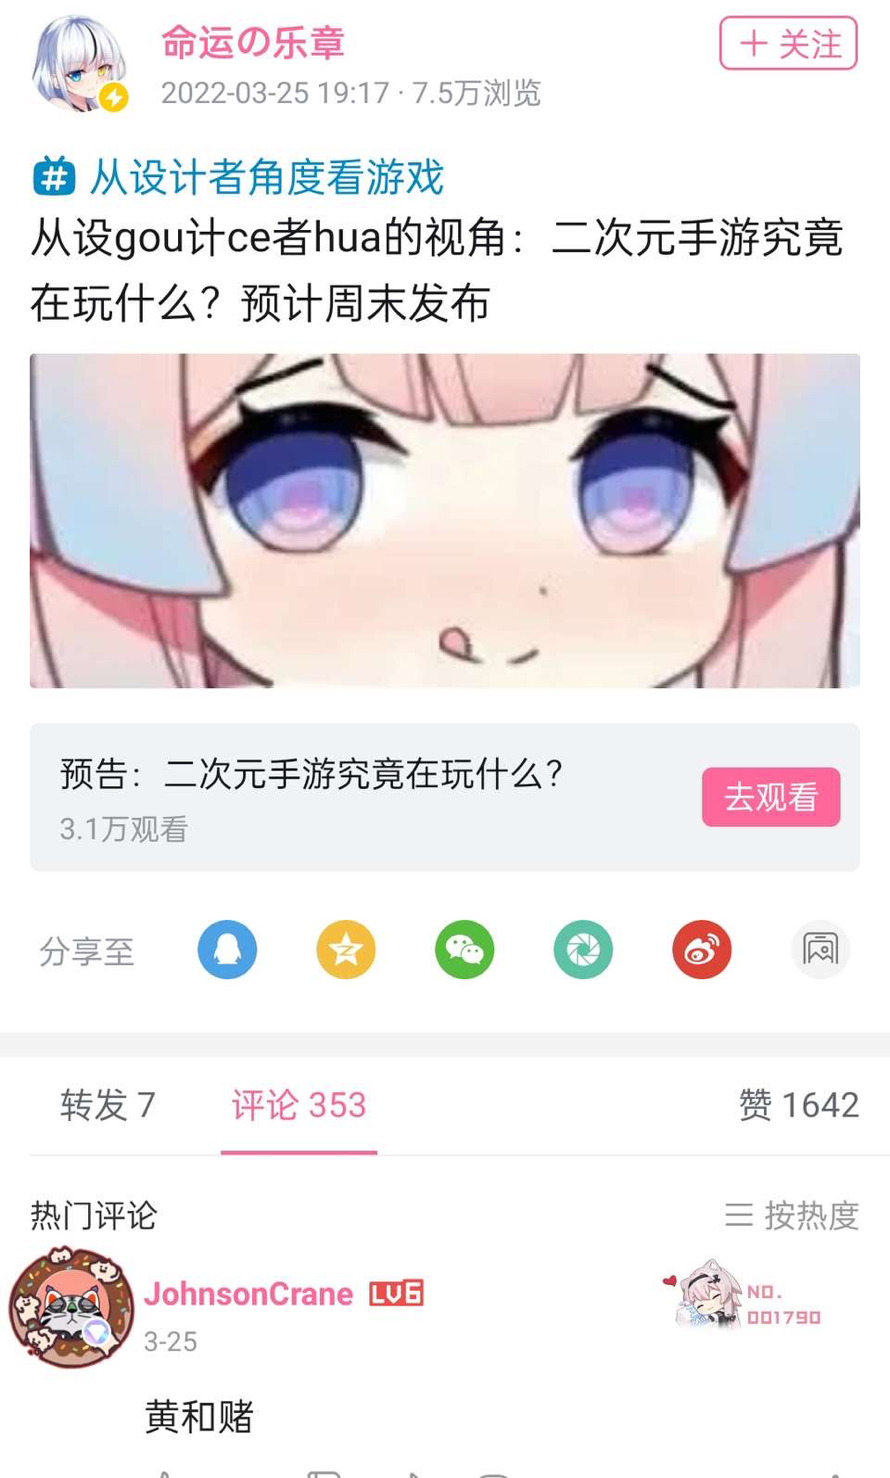 命运の乐章
+ 关注
2022-03-25 19:17 · 7.5万浏览
# 从设计者角度看游戏
从设gou计ce者hua的视角：二次元手游究竟
在玩什么？预计周末发布
预告：二次元手游究竟在玩什么？
去观看
3.1万观看
分享至
转发 7
评论 353
赞 1642
热门评论
按热度
JohnsonCrane LV6
NO.
001790
3-25
黄和赌